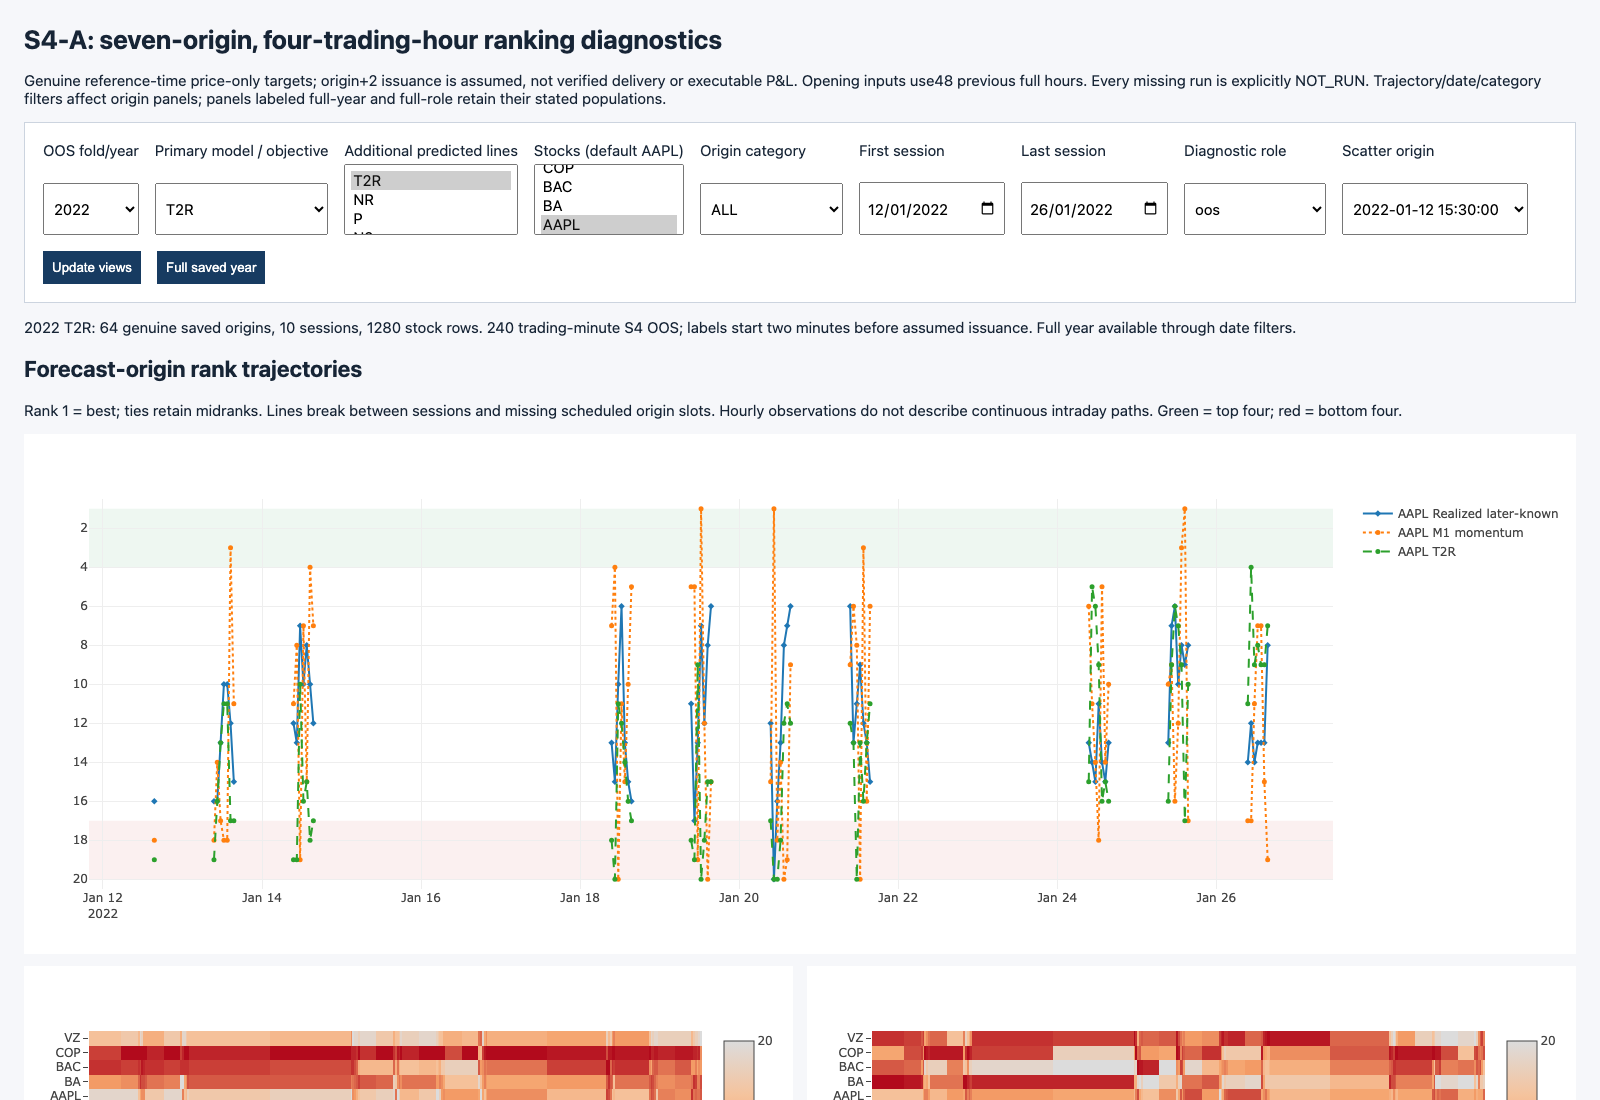 S4-A: seven-origin, four-trading-hour ranking diagnostics
Genuine reference-time price-only targets; origin+2 issuance is assumed, not verified delivery or executable P&L. Opening inputs use48 previous full hours. Every missing run is explicitly NOT_RUN. Trajectory/date/category
filters affect origin panels; panels labeled full-year and full-role retain their stated populations.
OOS fold/year Primary model / objective Additional predicted lines Stocks (default AAPL) Origin category First session Last session Diagnostic role Scatter origin
2022 T2R ALL 12/01/2022 26/01/2022 oos 2022-01-12 15:30:00
T2R
NR
P
COP
BAC
BA
AAPL
Update views Full saved year
2022 T2R: 64 genuine saved origins, 10 sessions, 1280 stock rows. 240 trading-minute S4 OOS; labels start two minutes before assumed issuance. Full year available through date filters.
Forecast-origin rank trajectories
Rank 1 = best; ties retain midranks. Lines break between sessions and missing scheduled origin slots. Hourly observations do not describe continuous intraday paths. Green = top four; red = bottom four.
2
4
6
8
10
12
14
16
18
20
Jan 12 Jan 14 Jan 16 Jan 18 Jan 20 Jan 22 Jan 24 Jan 26
2022
AAPL Realized later-known
AAPL M1 momentum
AAPL T2R
VZ
COP
BAC
BA
AAPL
20
VZ
COP
BAC
BA
AAPL
20